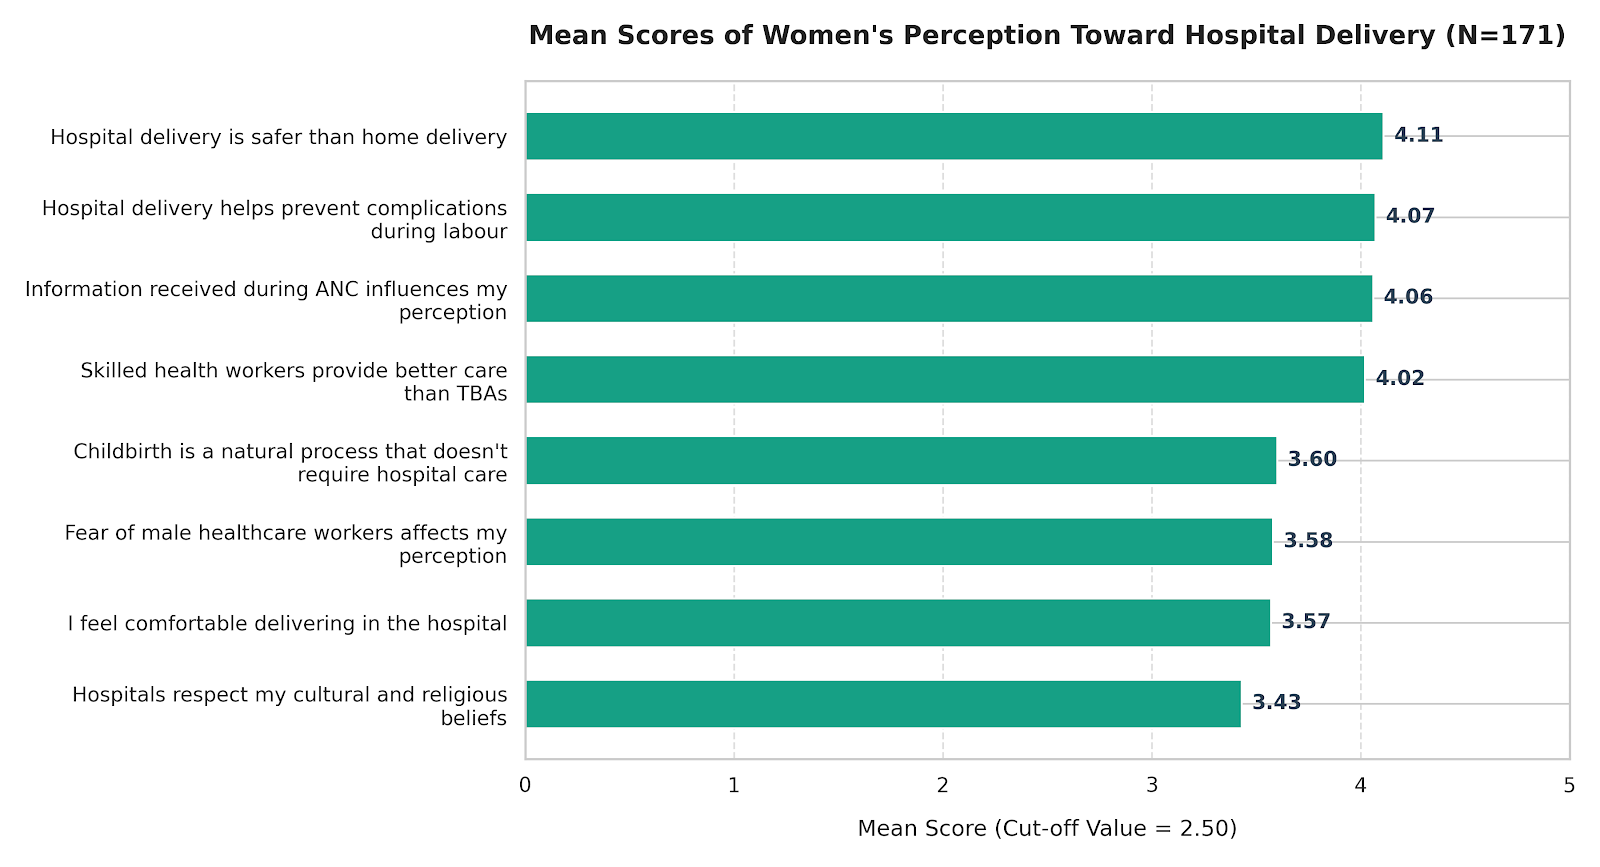 Mean Scores of Women's Perception Toward Hospital Delivery (N=171)
Hospital delivery is safer than home delivery
4.11
Hospital delivery helps prevent complications
during labour
4.07
Information received during ANC influences my
perception
4.06
Skilled health workers provide better care
than TBAs
4.02
Childbirth is a natural process that doesn't
require hospital care
3.60
Fear of male healthcare workers affects my
perception
3.58
I feel comfortable delivering in the hospital
3.57
Hospitals respect my cultural and religious
beliefs
3.43
0 1 2 3 4 5
Mean Score (Cut-off Value = 2.50)